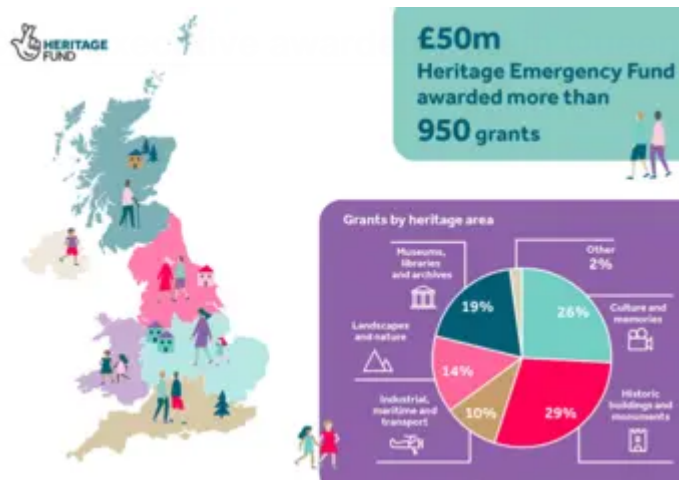 HERITAGE
FUND
£50m
Heritage Emergency Fund
awarded more than
950 grants
Grants by heritage area
Museums,
libraries
and archives
Other
2%
19%
26%
Culture and
memories
Landscapes
and nature
14%
Industrial,
maritime and
transport
10%
29%
Historic
buildings and
monuments